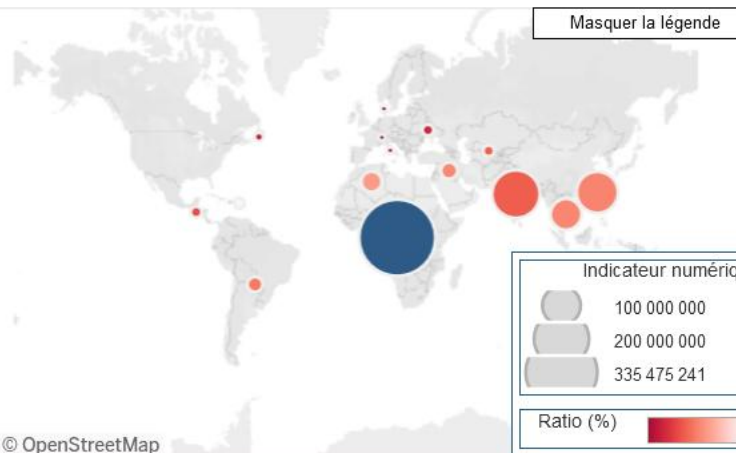 Masquer la légende
Indicateur numériq
100 000 000
200 000 000
335 475 241
Ratio (%)
© OpenStreetMap